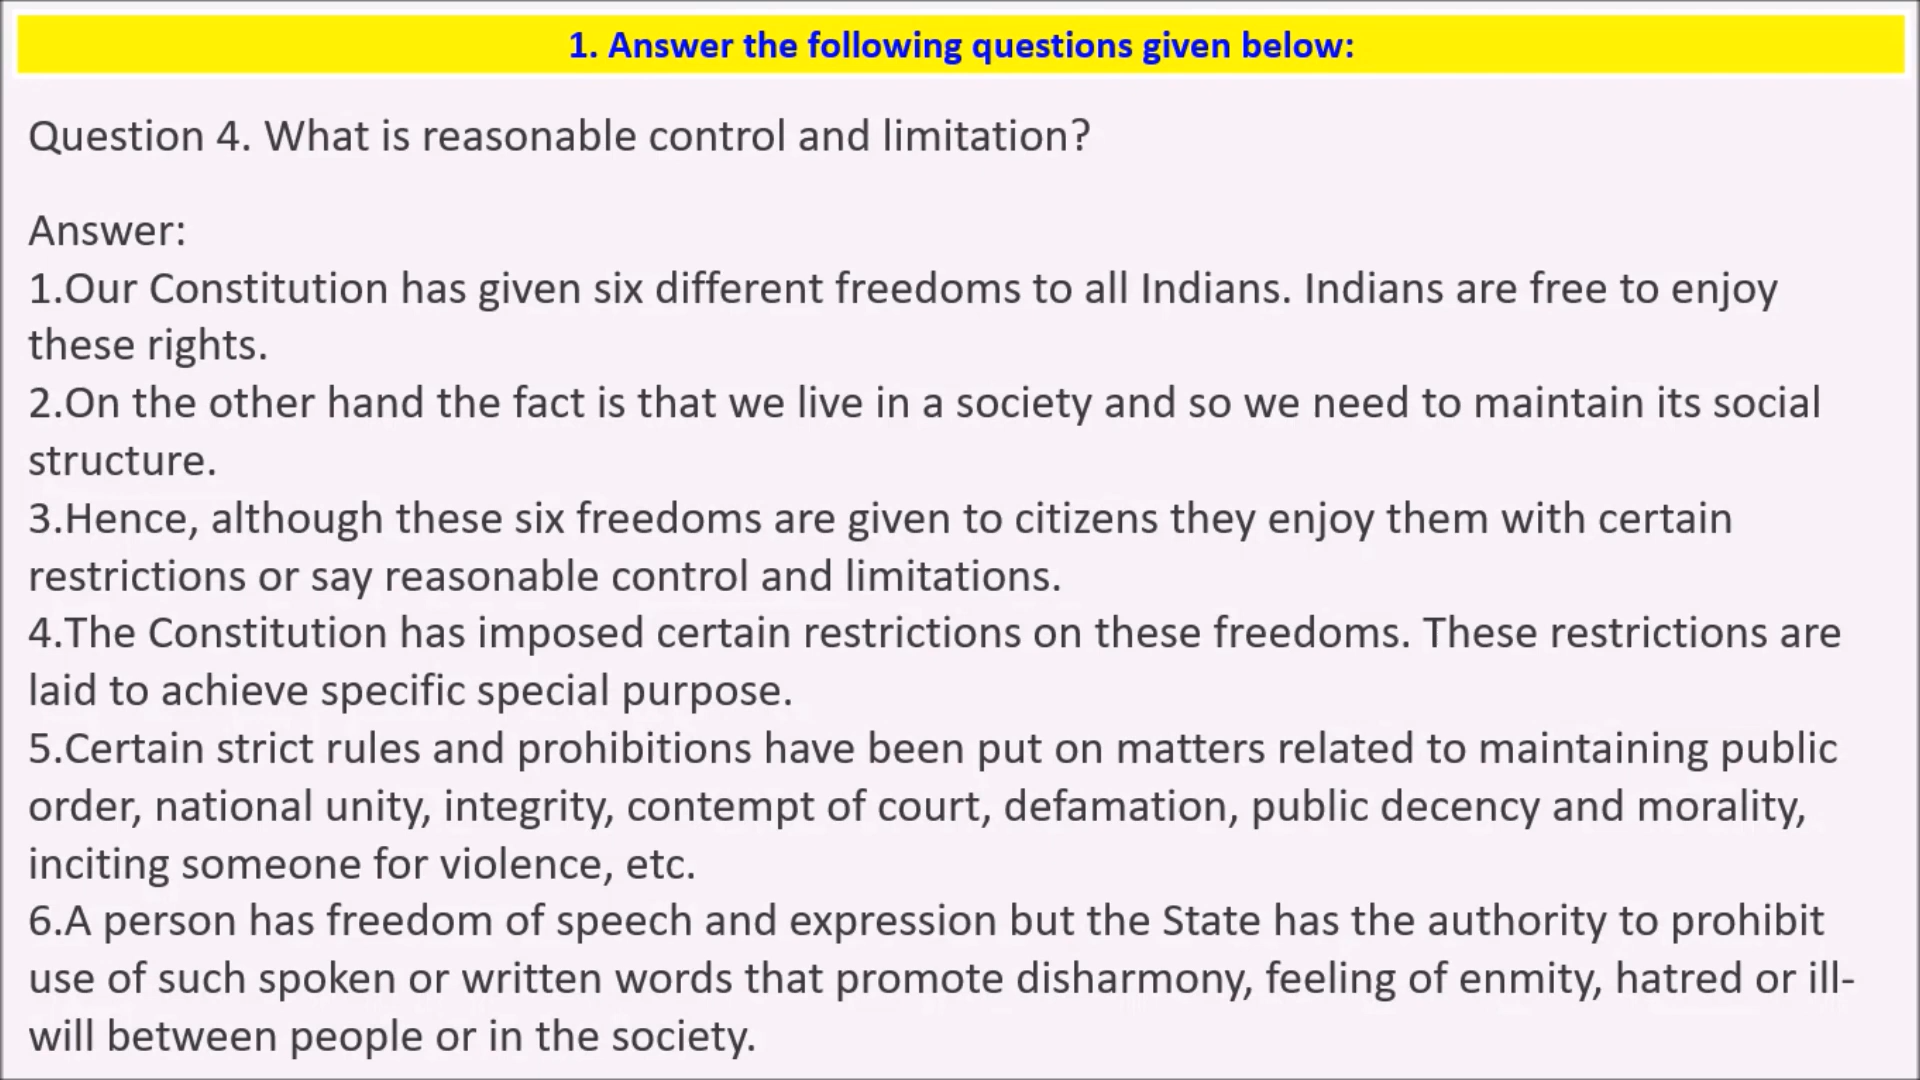 1. Answer the following questions given below:
Question 4. What is reasonable control and limitation?
Answer:
1.Our Constitution has given six different freedoms to all Indians. Indians are free to enjoy
these rights.
2.On the other hand the fact is that we live in a society and so we need to maintain its social
structure.
3.Hence, although these six freedoms are given to citizens they enjoy them with certain
restrictions or say reasonable control and limitations.
4.The Constitution has imposed certain restrictions on these freedoms. These restrictions are
laid to achieve specific special purpose.
5.Certain strict rules and prohibitions have been put on matters related to maintaining public
order, national unity, integrity, contempt of court, defamation, public decency and morality,
inciting someone for violence, etc.
6.A person has freedom of speech and expression but the State has the authority to prohibit
use of such spoken or written words that promote disharmony, feeling of enmity, hatred or ill-
will between people or in the society.